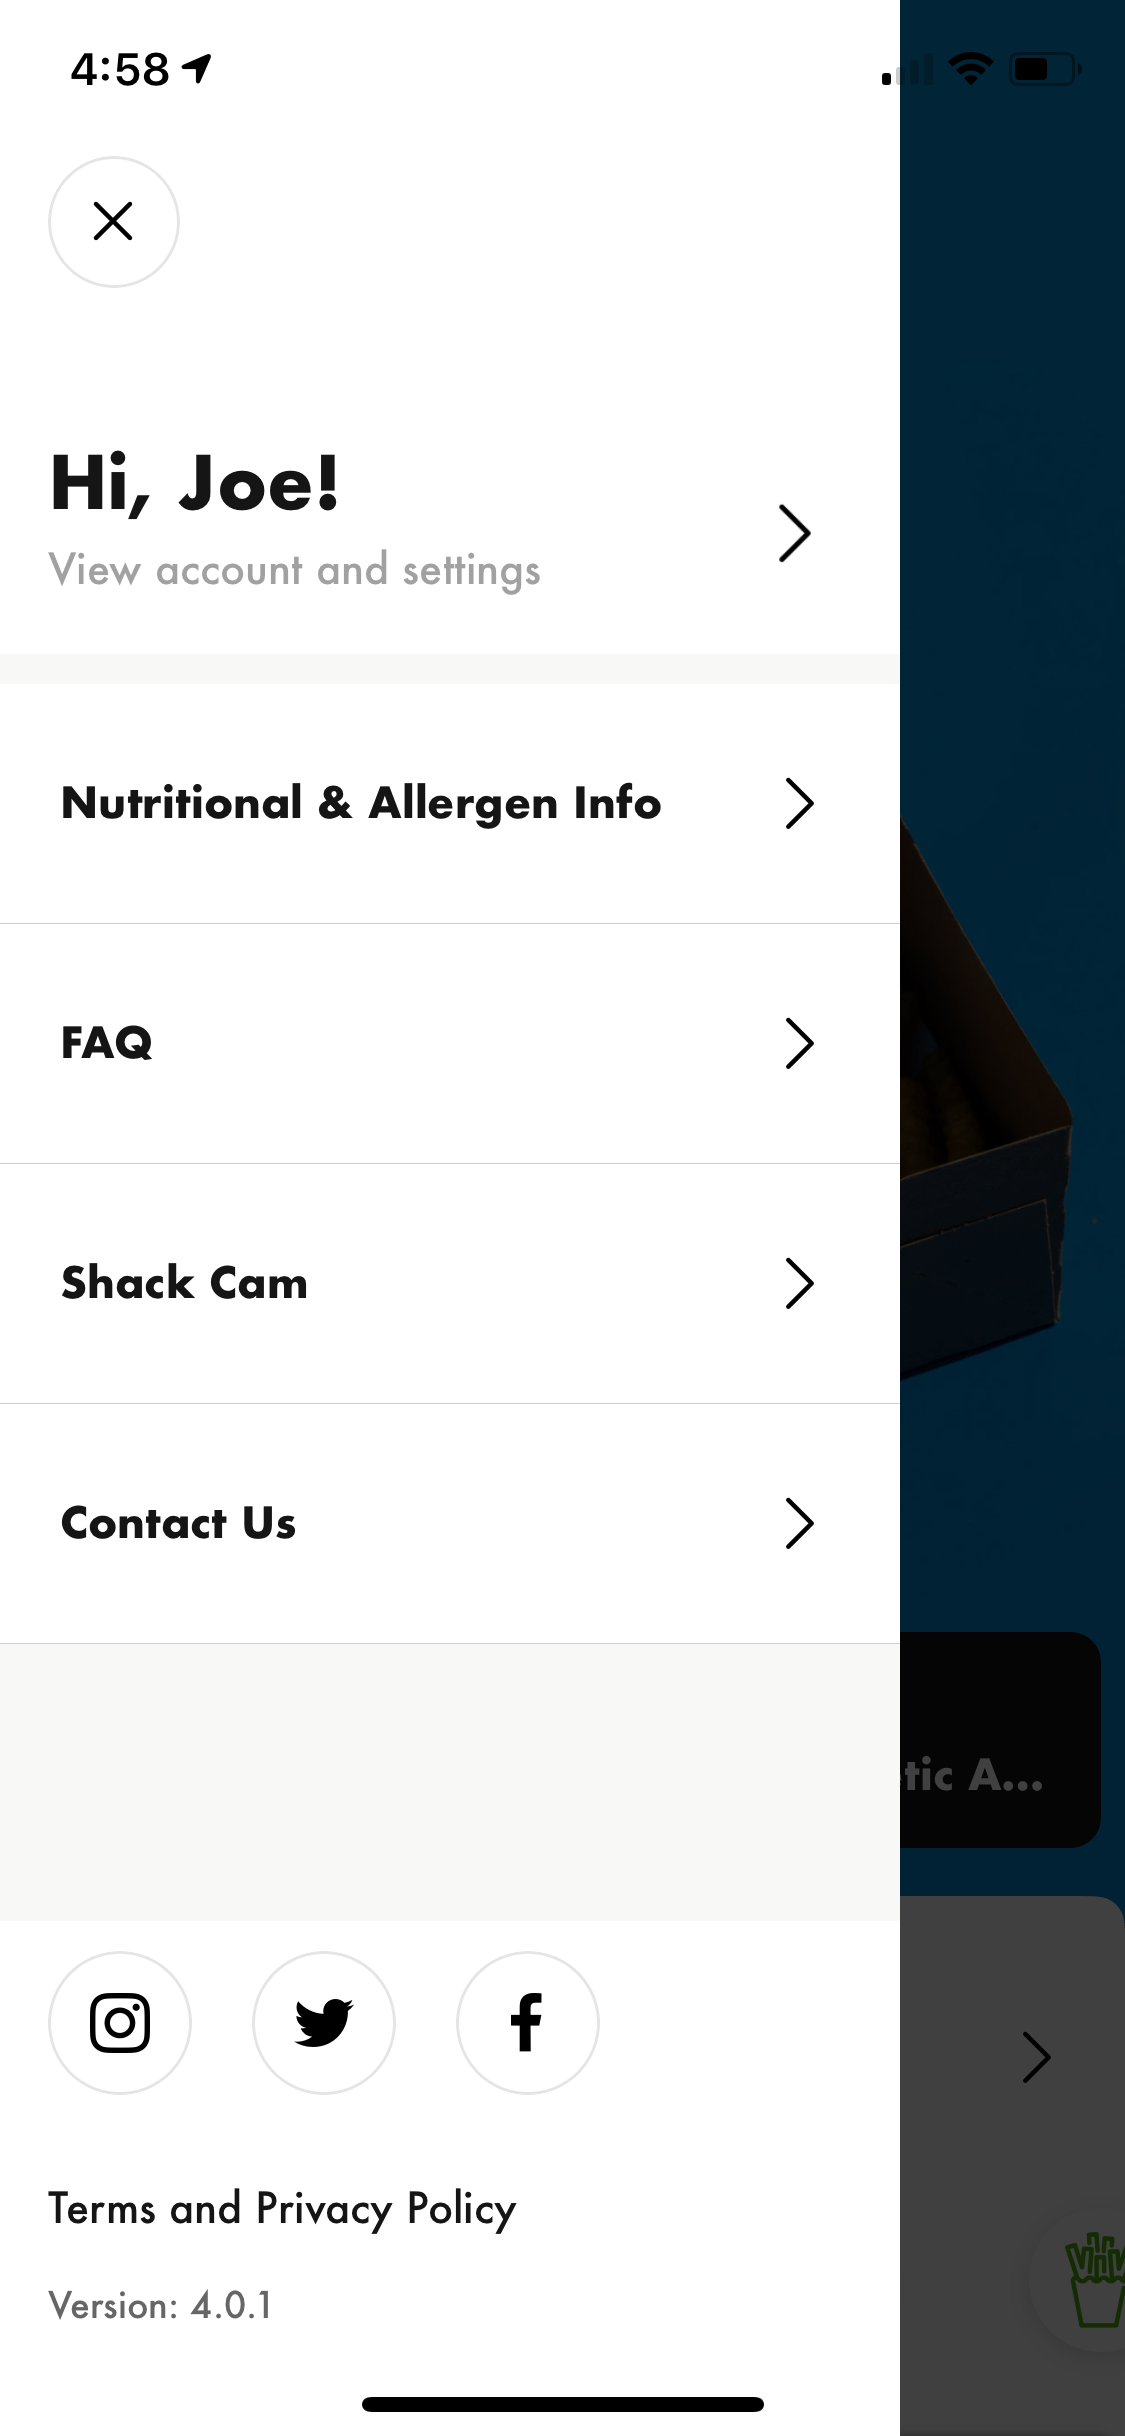 4:58
Hi, Joe!
View account and settings
Nutritional & Allergen Info
FAQ
Shack Cam
Contact Us
tic A...
Terms and Privacy Policy
Version: 4.0.1